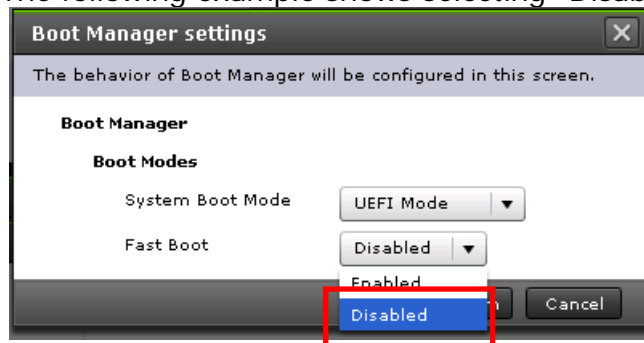 Boot Manager settings
The behavior of Boot Manager will be configured in this screen.
Boot Manager
Boot Modes
System Boot Mode UEFI Mode
Fast Boot Disabled
Enabled
Disabled
Cancel